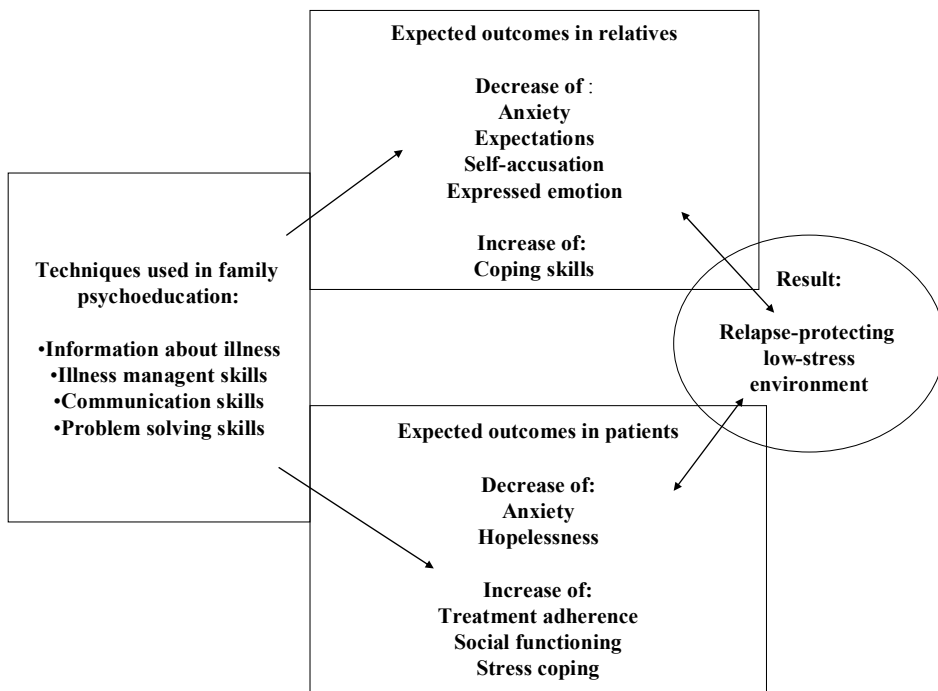 Expected outcomes in relatives
Decrease of :
Anxiety
Expectations
Self-accusation
Expressed emotion
Increase of:
Coping skills
Techniques used in family
psychoeducation:
•Information about illness
•Illness managent skills
•Communication skills
•Problem solving skills
Result:
Relapse-protecting
low-stress
environment
Expected outcomes in patients
Decrease of:
Anxiety
Hopelessness
Increase of:
Treatment adherence
Social functioning
Stress coping